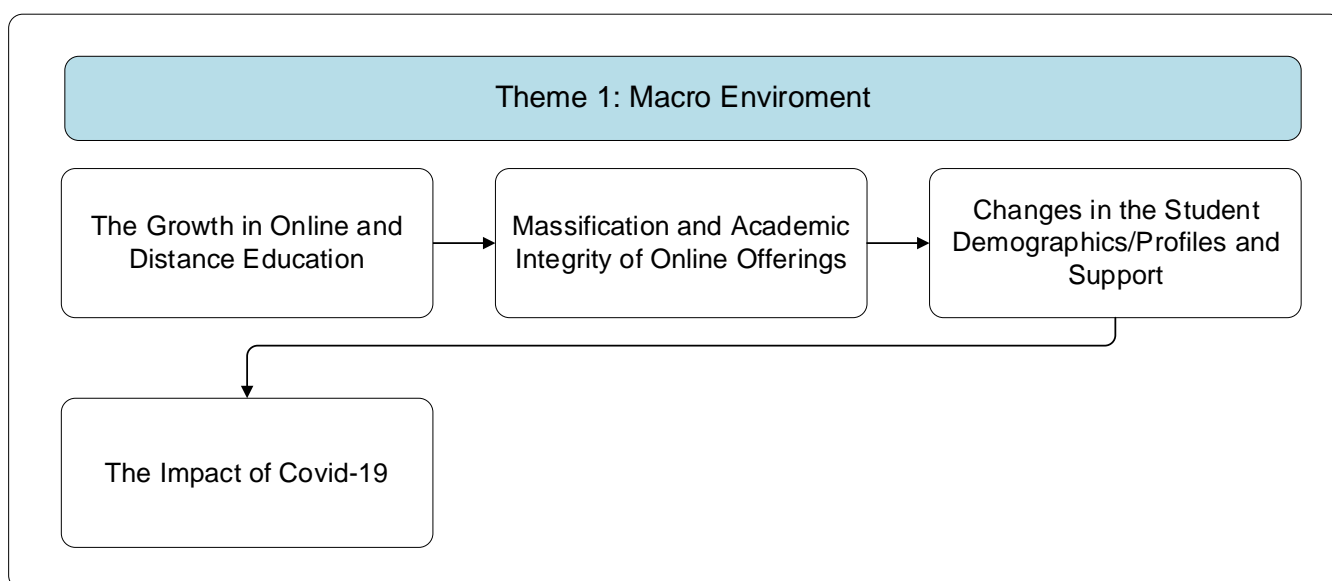 Theme 1: Macro Enviroment
The Growth in Online and
Distance Education
Massification and Academic
Integrity of Online Offerings
Changes in the Student
Demographics/Profiles and
Support
The Impact of Covid-19